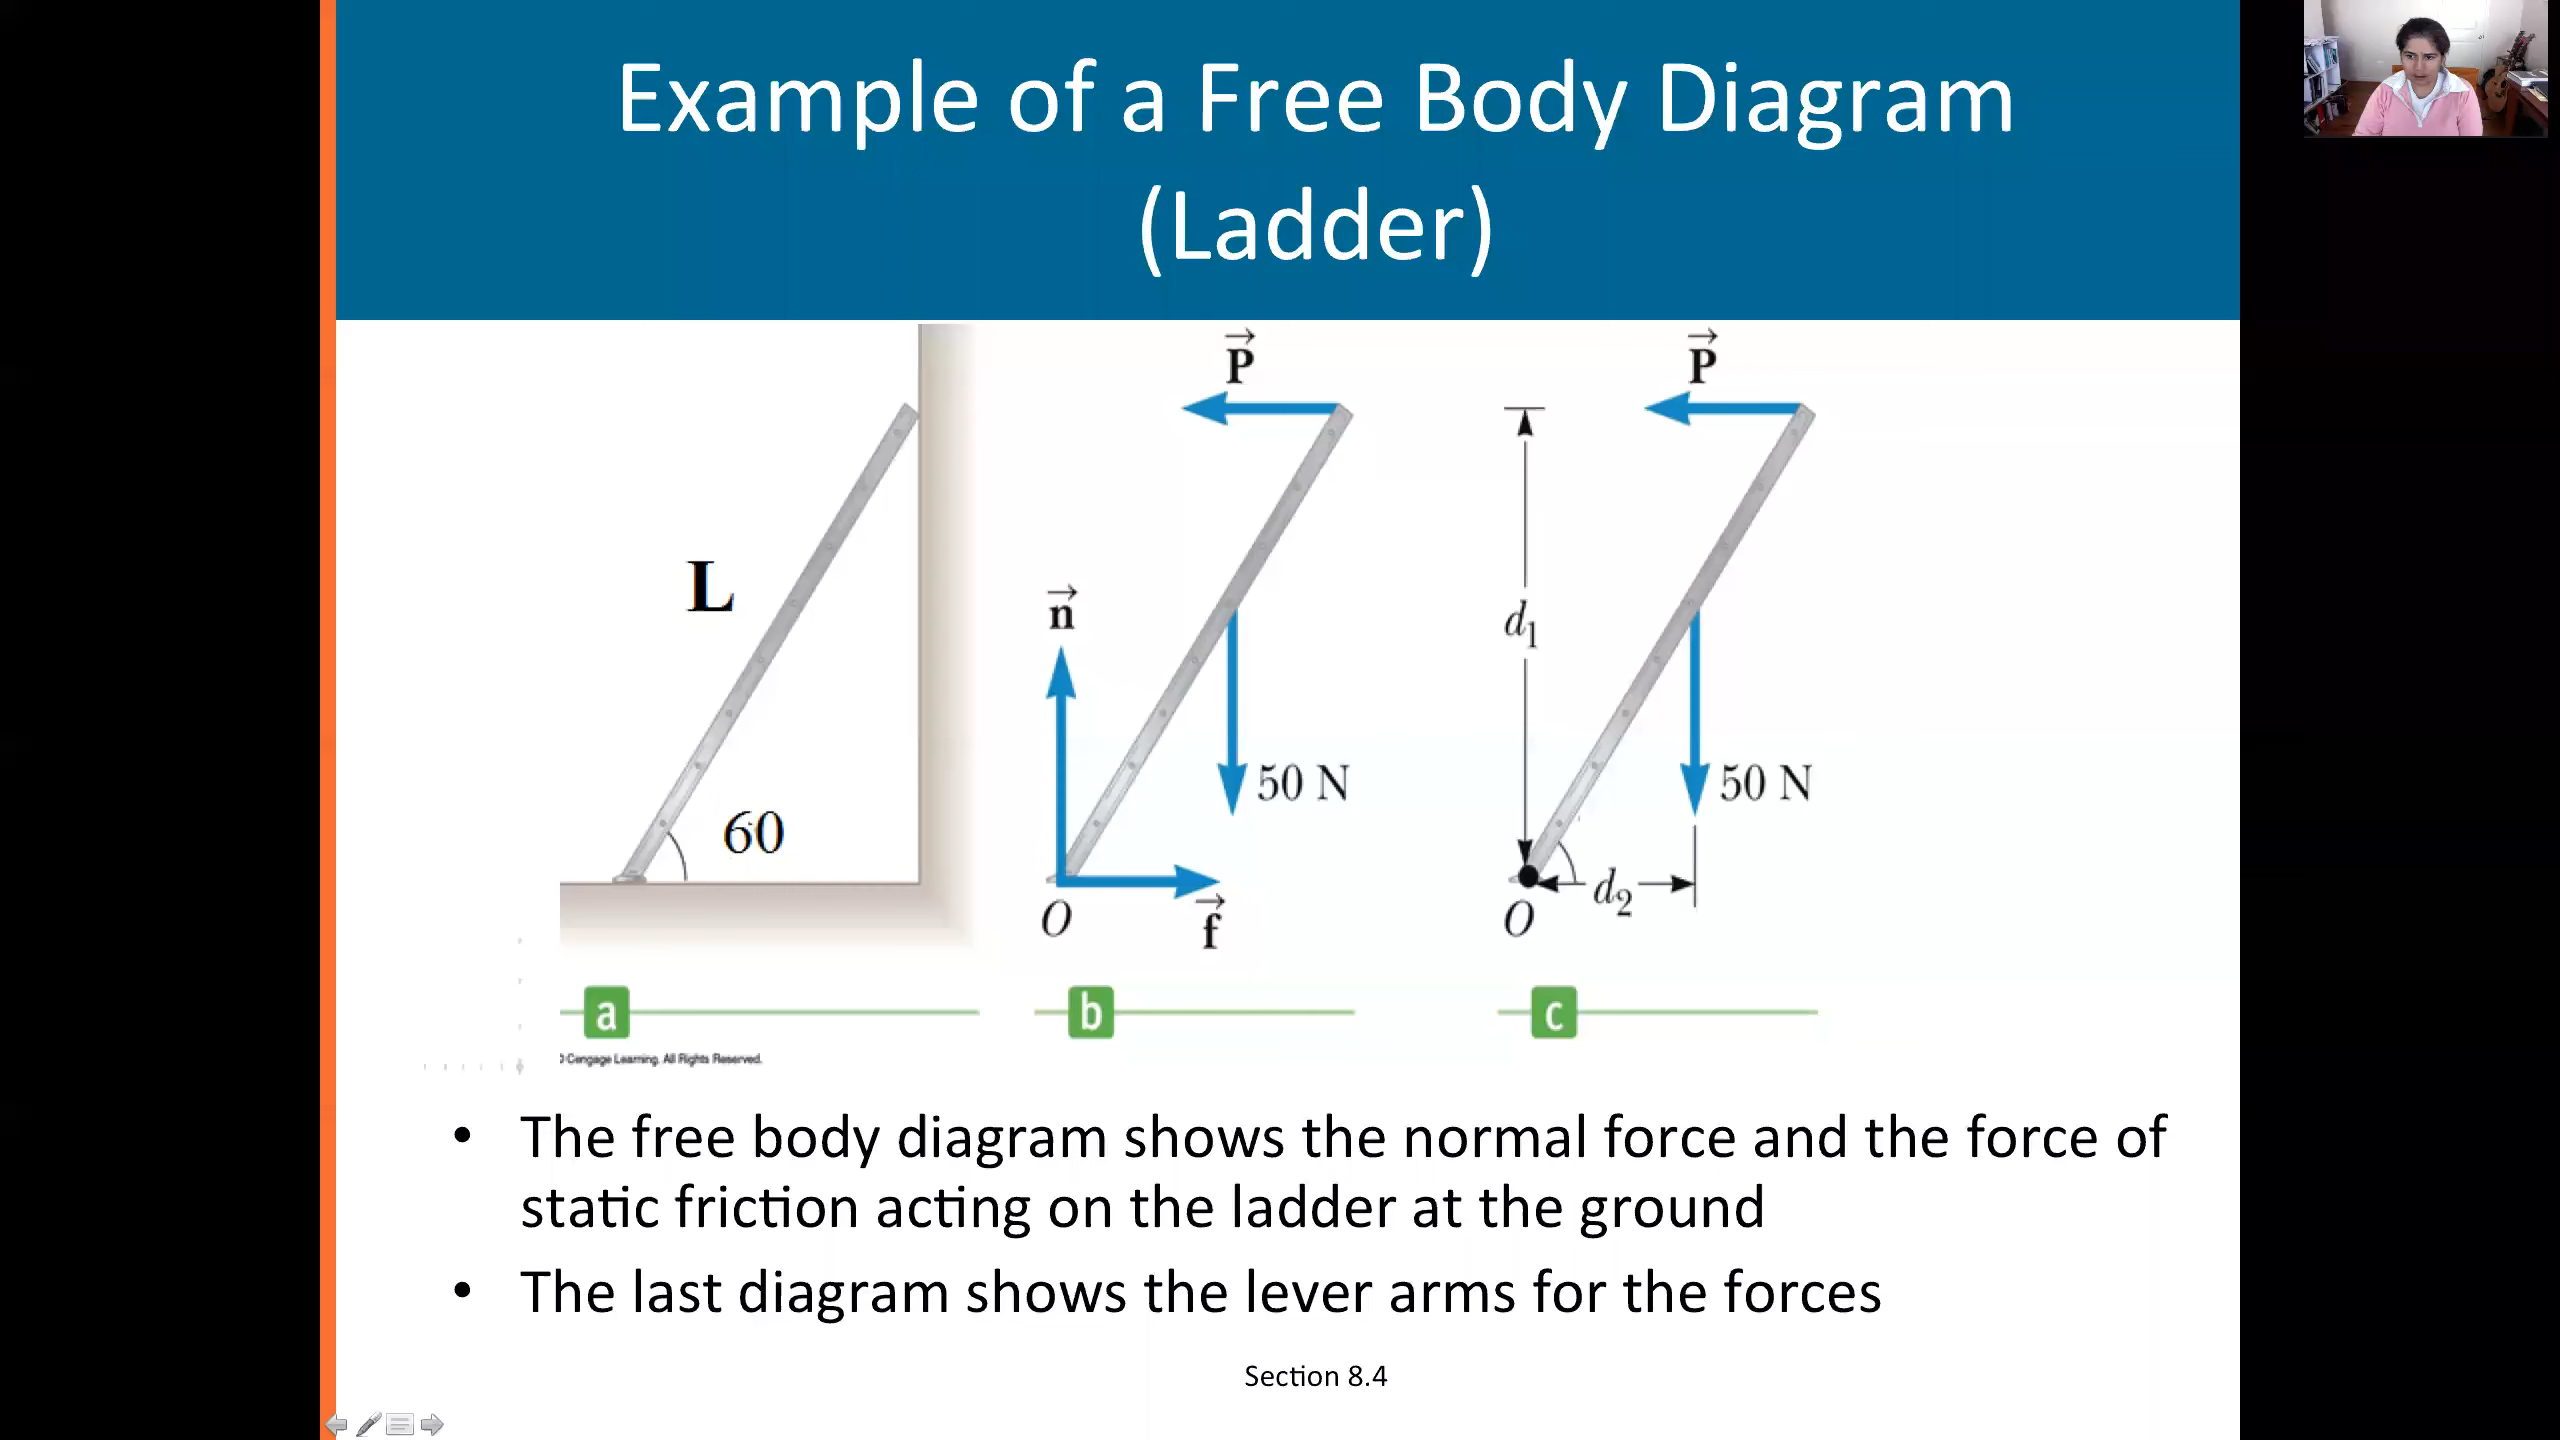 Example of a Free Body Diagram
(Ladder)
P
P
L
n
d1
50 N
50 N
60
d2
O
f
O
a
b
c
© Cengage Learning. All Rights Reserved.
• The free body diagram shows the normal force and the force of
static friction acting on the ladder at the ground
• The last diagram shows the lever arms for the forces
Section 8.4